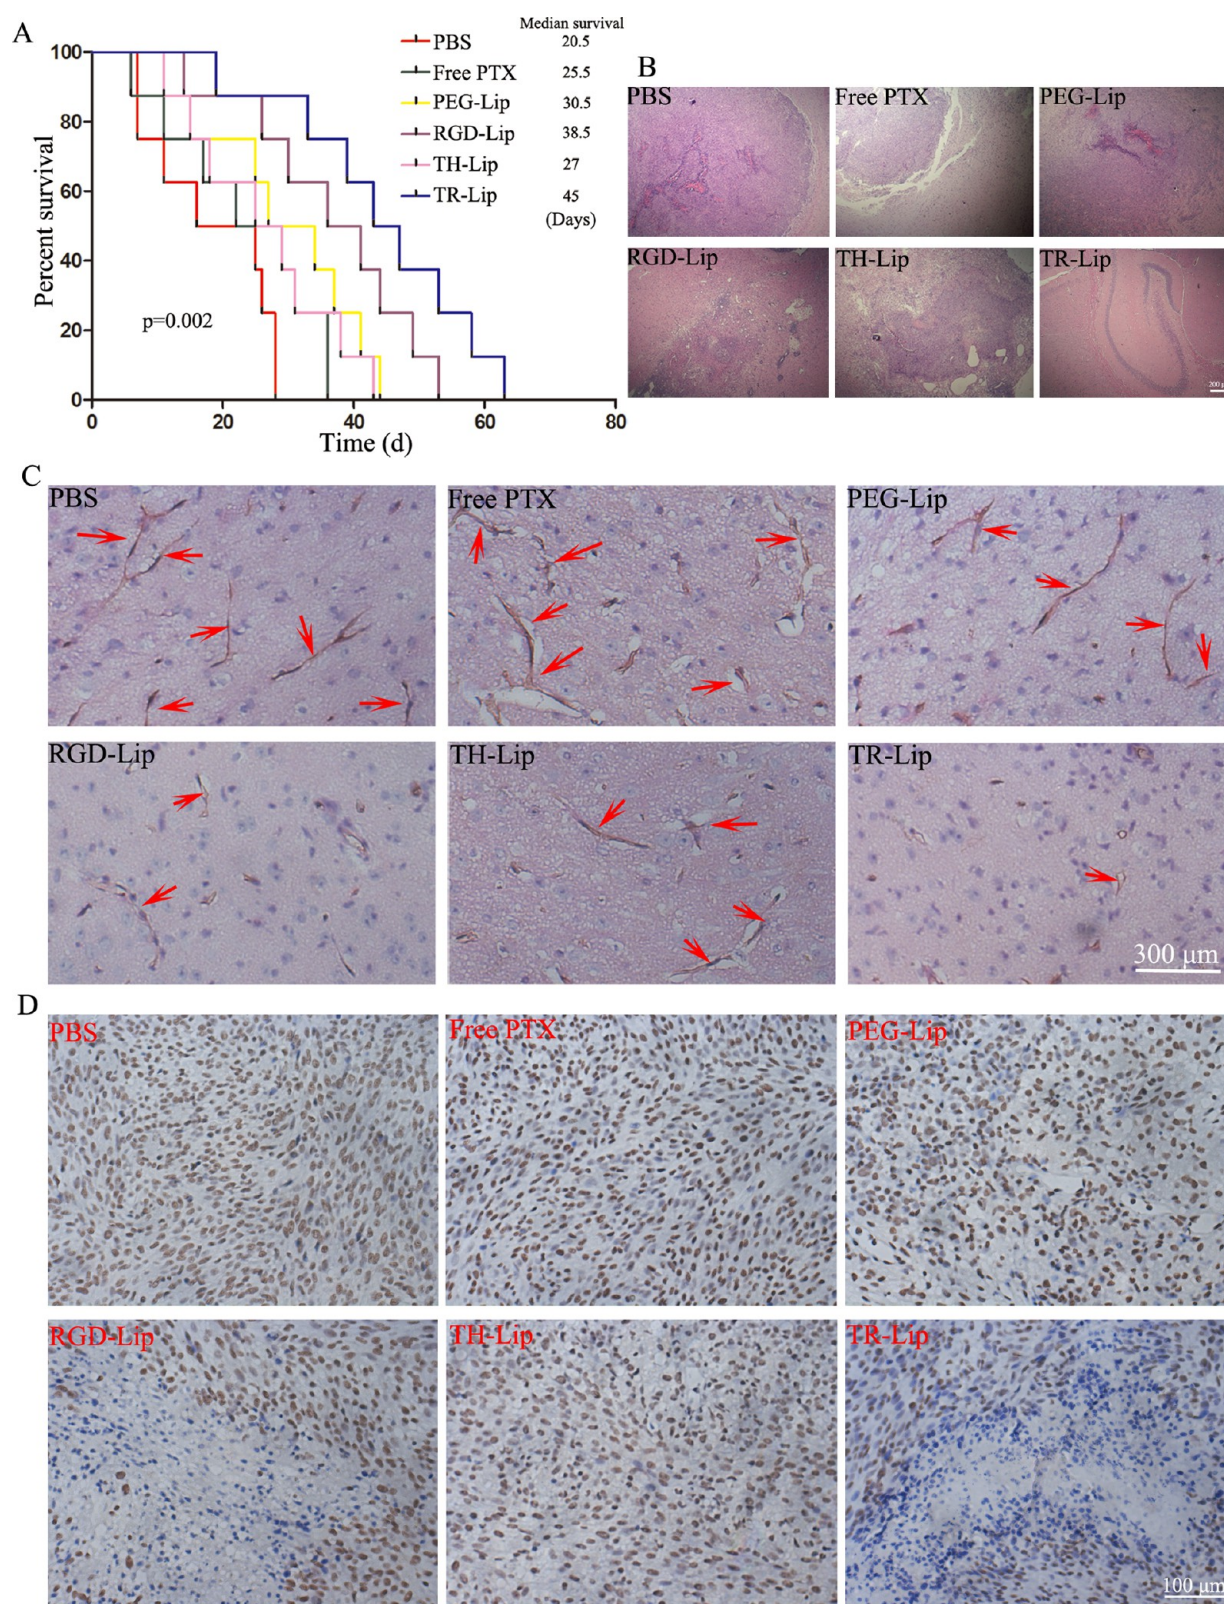 A
Median survival
PBS 20.5
Free PTX 25.5
PEG-Lip 30.5
RGD-Lip 38.5
TH-Lip 27
TR-Lip 45
(Days)
100
80
60
40
20
0
Percent survival
p=0.002
0 20 40 60 80
Time (d)
B
PBS Free PTX PEG-Lip
RGD-Lip TH-Lip TR-Lip
200
C
PBS Free PTX PEG-Lip
RGD-Lip TH-Lip TR-Lip
300 μm
D
PBS Free PTX PEG-Lip
RGD-Lip TH-Lip TR-Lip
100 μm